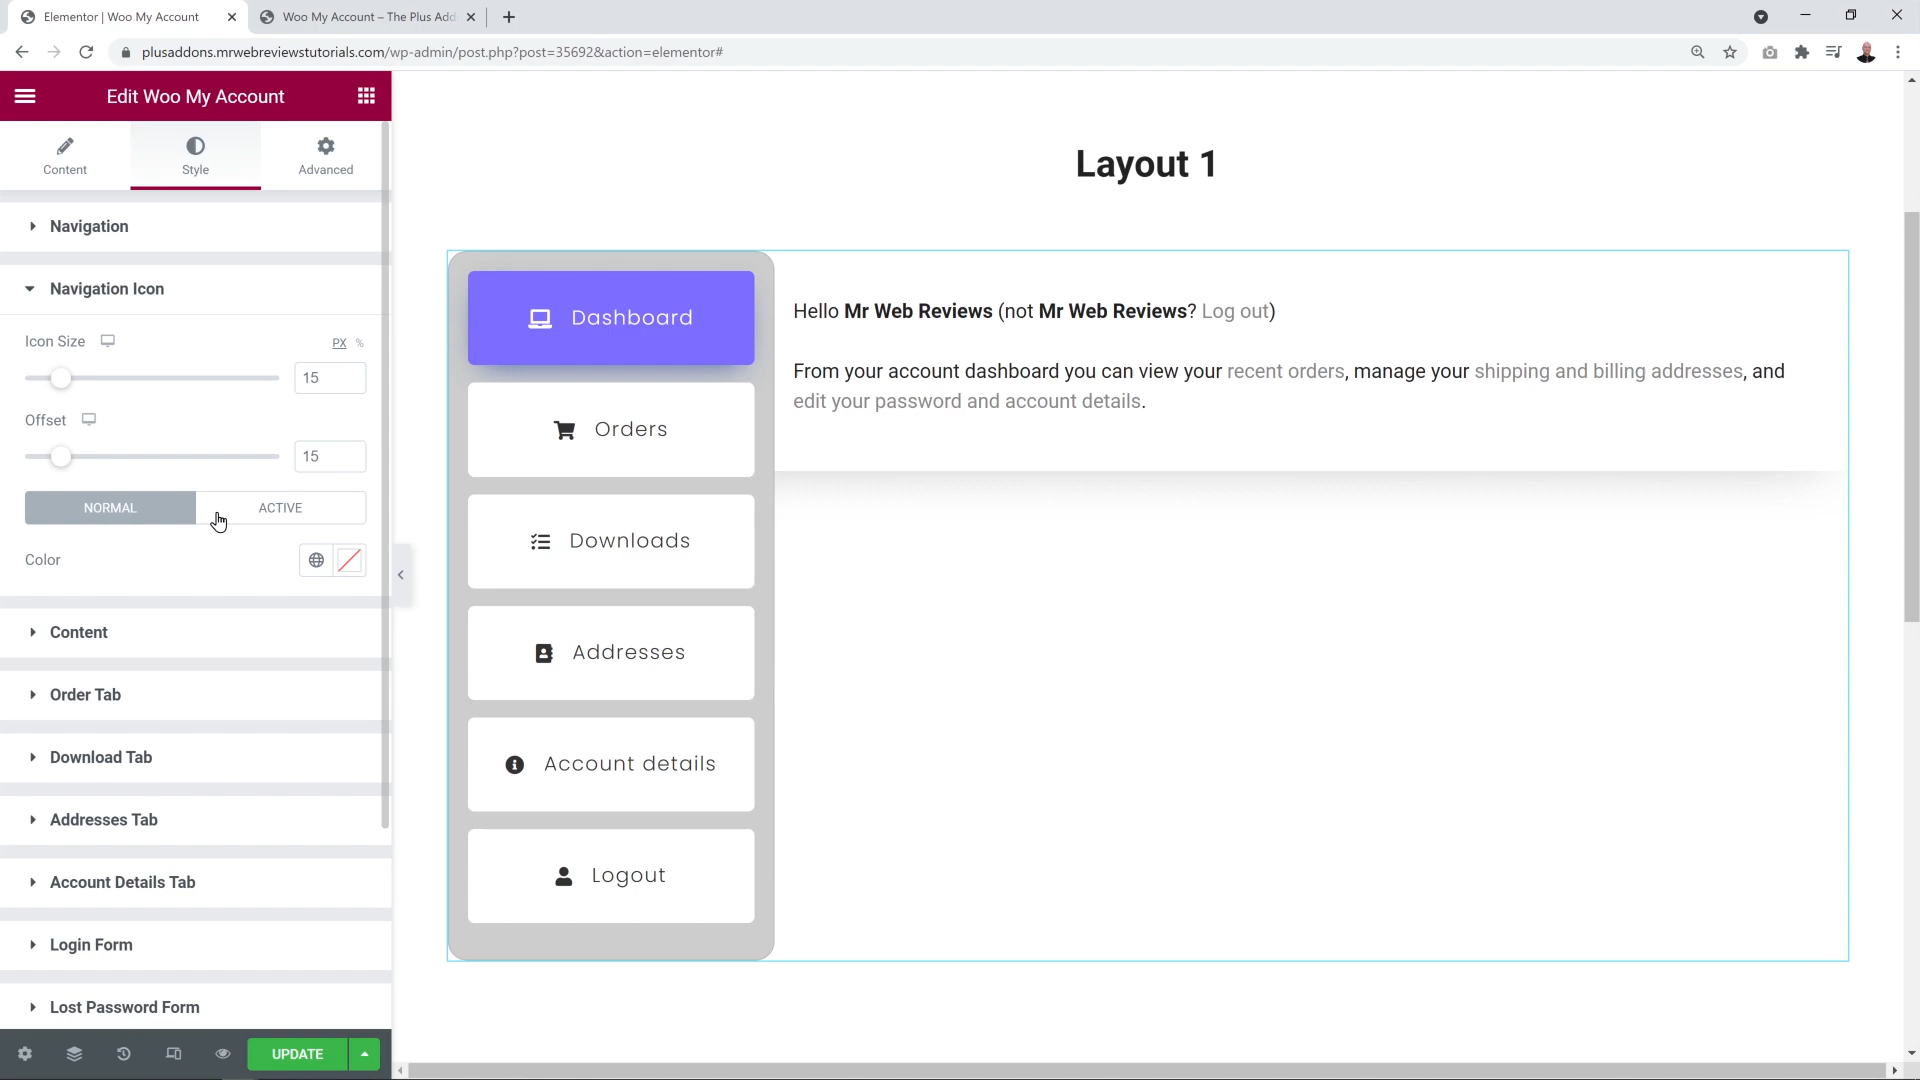 Elementor | Woo My Account
Woo My Account – The Plus Add
plusaddons.mrwebreviewstutorials.com/wp-admin/post.php?post=35692&action=elementor#
Edit Woo My Account
Content
Style
Advanced
Navigation
Navigation Icon
Icon Size
PX %
15
Offset
15
NORMAL
ACTIVE
Color
Content
Order Tab
Download Tab
Addresses Tab
Account Details Tab
Login Form
Lost Password Form
UPDATE
Layout 1
Dashboard
Orders
Downloads
Addresses
Account details
Logout
Hello Mr Web Reviews (not Mr Web Reviews? Log out)
From your account dashboard you can view your recent orders, manage your shipping and billing addresses, and
edit your password and account details.